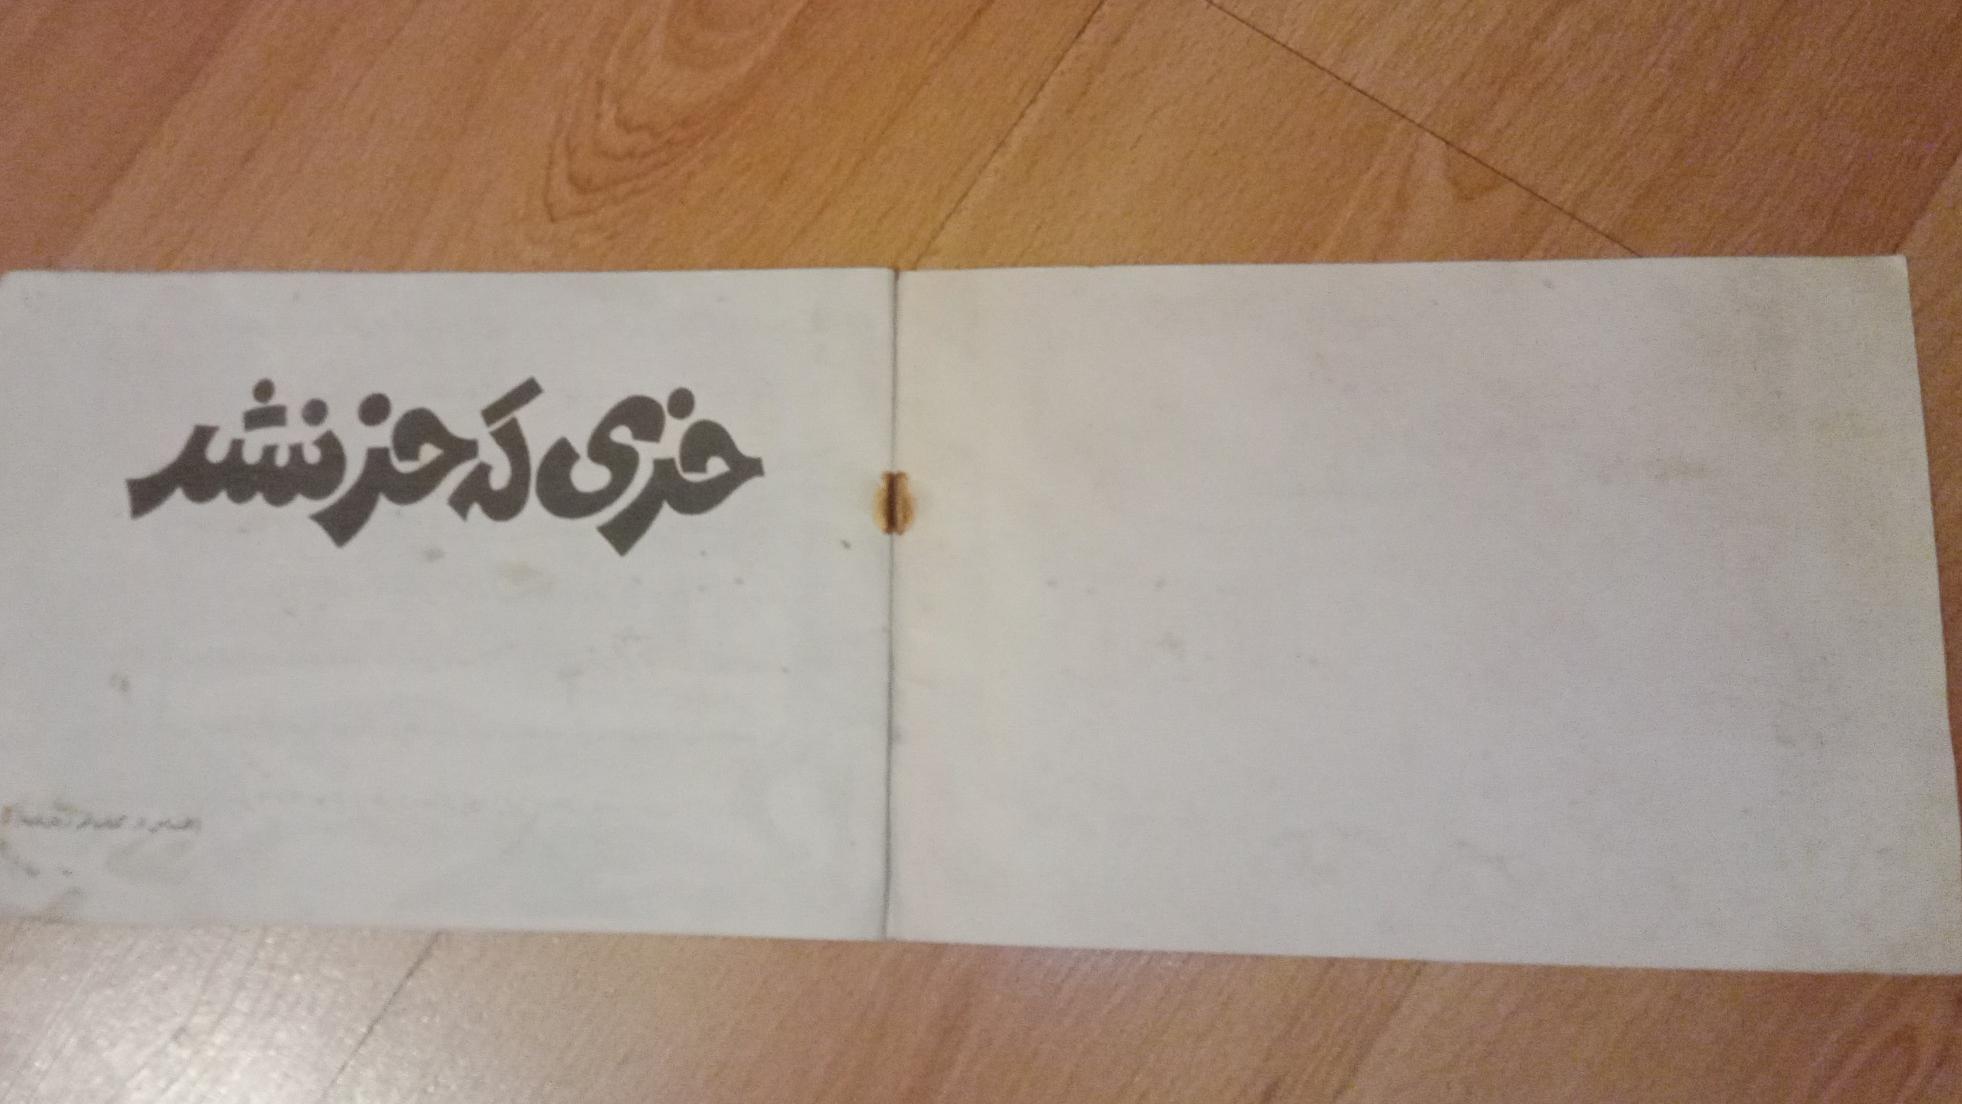 خری که خر نشد